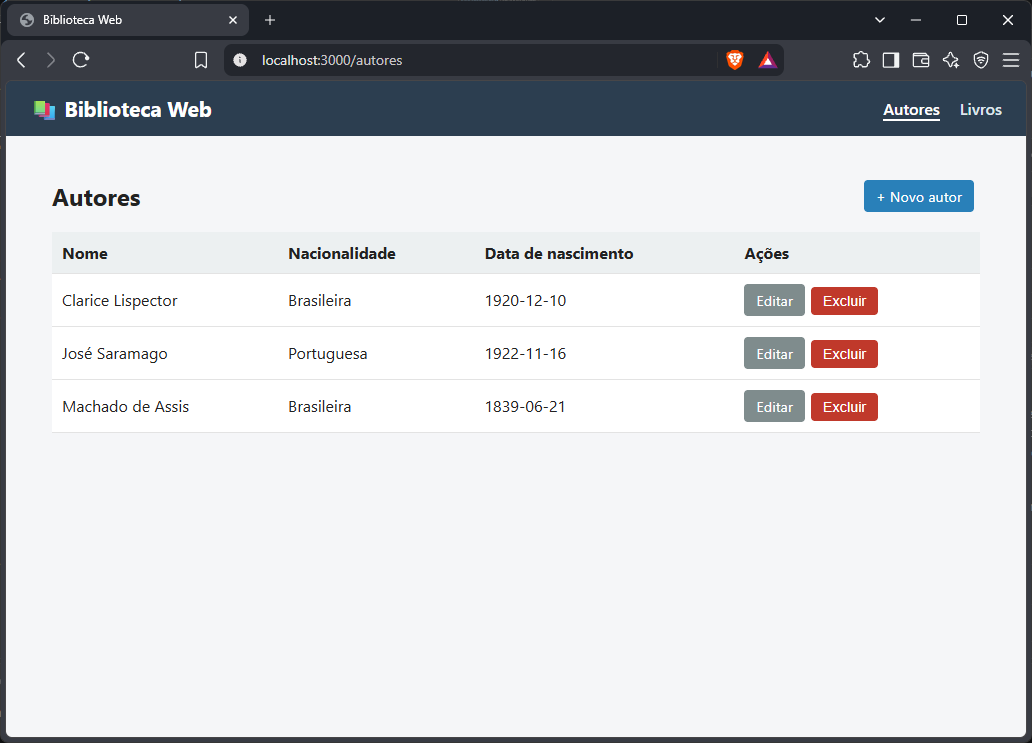 Biblioteca Web
localhost:3000/autores
Biblioteca Web
Autores Livros
Autores
+ Novo autor
Nome Nacionalidade Data de nascimento Ações
Clarice Lispector Brasileira 1920-12-10 Editar Excluir
José Saramago Portuguesa 1922-11-16 Editar Excluir
Machado de Assis Brasileira 1839-06-21 Editar Excluir